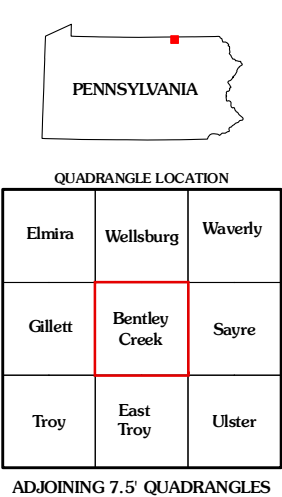 PENNSYLVANIA
QUADRANGLE LOCATION
Elmira
Wellsburg
Waverly
Gillett
Bentley
Creek
Sayre
Troy
East
Troy
Ulster
ADJOINING 7.5' QUADRANGLES